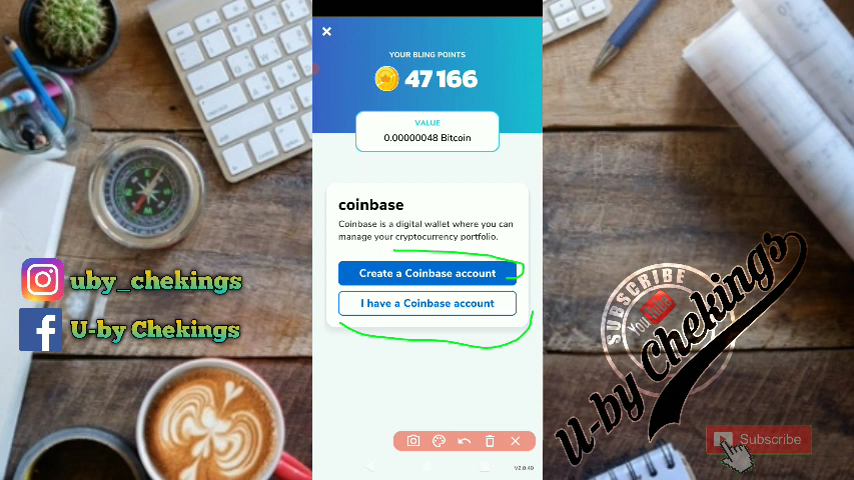 YOUR BLING POINTS
47 166
VALUE
0.00000048 Bitcoin
coinbase
Coinbase is a digital wallet where you can
manage your cryptocurrency portfolio.
Create a Coinbase account
I have a Coinbase account
uby_chekings
U-by Chekings
SUBSCRIBE
YouTube
U-by Chekings
Subscribe